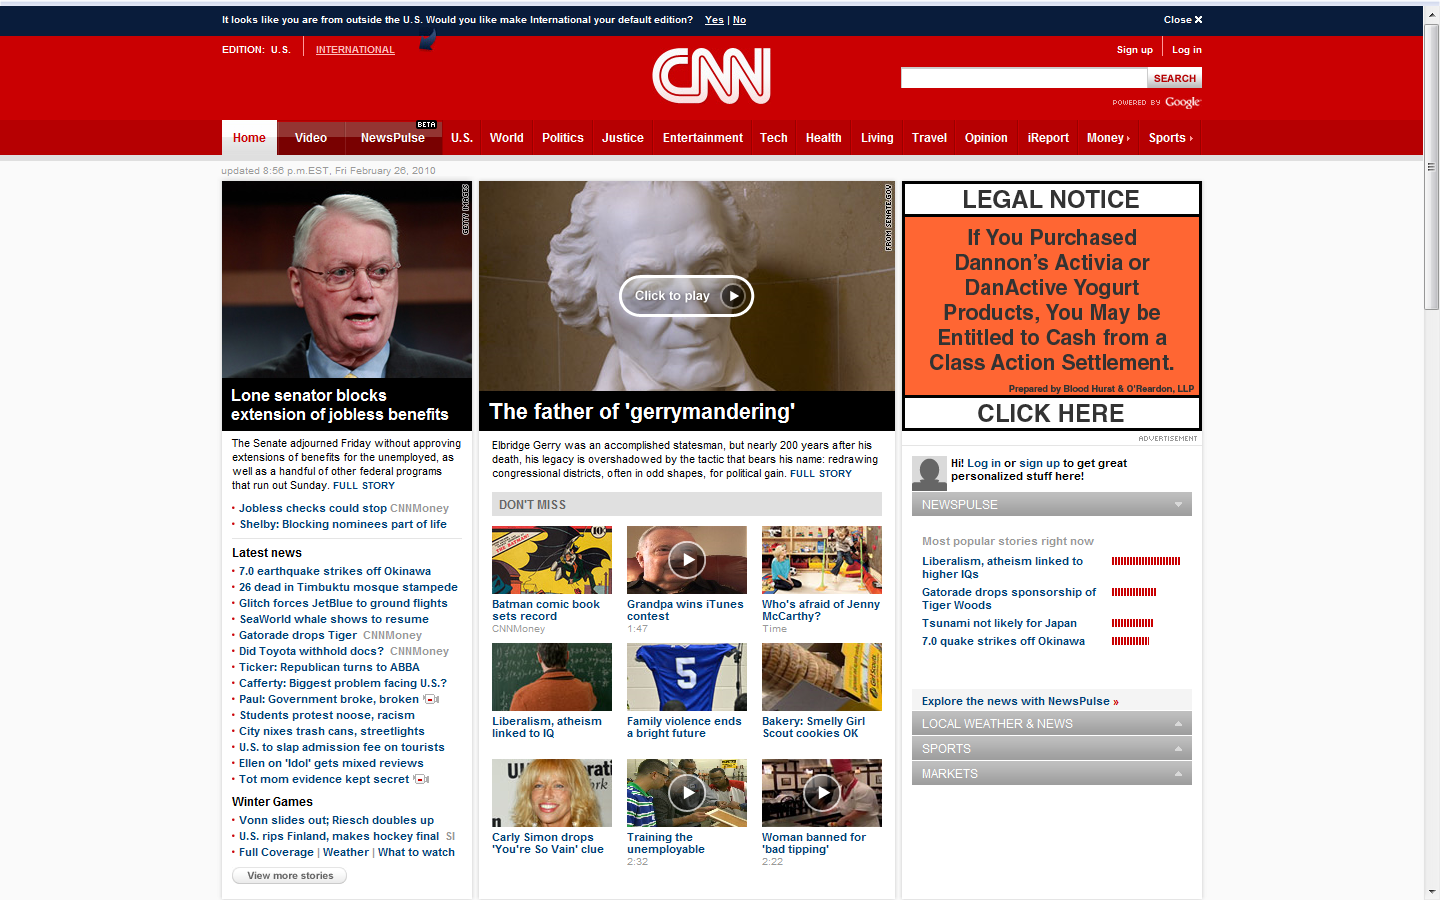 It looks like you are from outside the U.S. Would you like make International your default edition? Yes | No
Close
EDITION: U.S. INTERNATIONAL
Sign up Log in
CNN
SEARCH
POWERED BY Google
BETA
Home Video NewsPulse U.S. World Politics Justice Entertainment Tech Health Living Travel Opinion iReport Money Sports
updated 8:56 p.m.EST, Fri February 26, 2010
GETTY IMAGES
Lone senator blocks
extension of jobless benefits
The Senate adjourned Friday without approving
extensions of benefits for the unemployed, as
well as a handful of other federal programs
that run out Sunday. FULL STORY
Jobless checks could stop CNNMoney
Shelby: Blocking nominees part of life
Latest news
7.0 earthquake strikes off Okinawa
26 dead in Timbuktu mosque stampede
Glitch forces JetBlue to ground flights
SeaWorld whale shows to resume
Gatorade drops Tiger CNNMoney
Did Toyota withhold docs? CNNMoney
Ticker: Republican turns to ABBA
Cafferty: Biggest problem facing U.S.?
Paul: Government broke, broken
Students protest noose, racism
City nixes trash cans, streetlights
U.S. to slap admission fee on tourists
Ellen on 'Idol' gets mixed reviews
Tot mom evidence kept secret
Winter Games
Vonn slides out; Riesch doubles up
U.S. rips Finland, makes hockey final SI
Full Coverage | Weather | What to watch
View more stories
FROM SENATE.GOV
Click to play
The father of 'gerrymandering'
Elbridge Gerry was an accomplished statesman, but nearly 200 years after his
death, his legacy is overshadowed by the tactic that bears his name: redrawing
congressional districts, often in odd shapes, for political gain. FULL STORY
DON'T MISS
10¢
Batman comic book
sets record
CNNMoney
Grandpa wins iTunes
contest
1:47
Who's afraid of Jenny
McCarthy?
Time
Liberalism, atheism
linked to IQ
5
Family violence ends
a bright future
Girl Scouts
Bakery: Smelly Girl
Scout cookies OK
Carly Simon drops
'You're So Vain' clue
Training the
unemployable
2:32
Woman banned for
'bad tipping'
2:22
LEGAL NOTICE
If You Purchased
Dannon's Activia or
DanActive Yogurt
Products, You May be
Entitled to Cash from a
Class Action Settlement.
Prepared by Blood Hurst & O'Reardon, LLP
CLICK HERE
ADVERTISEMENT
Hi! Log in or sign up to get great
personalized stuff here!
NEWSPULSE
Most popular stories right now
Liberalism, atheism linked to
higher IQs
Gatorade drops sponsorship of
Tiger Woods
Tsunami not likely for Japan
7.0 quake strikes off Okinawa
Explore the news with NewsPulse »
LOCAL WEATHER & NEWS
SPORTS
MARKETS